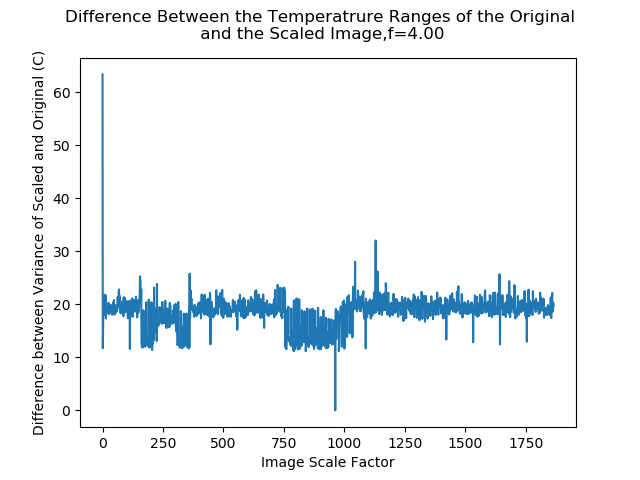 Difference Between the Temperatrure Ranges of the Original
and the Scaled Image,f=4.00
Difference between Variance of Scaled and Original (C)
60
50
40
30
20
10
0
0 250 500 750 1000 1250 1500 1750
Image Scale Factor